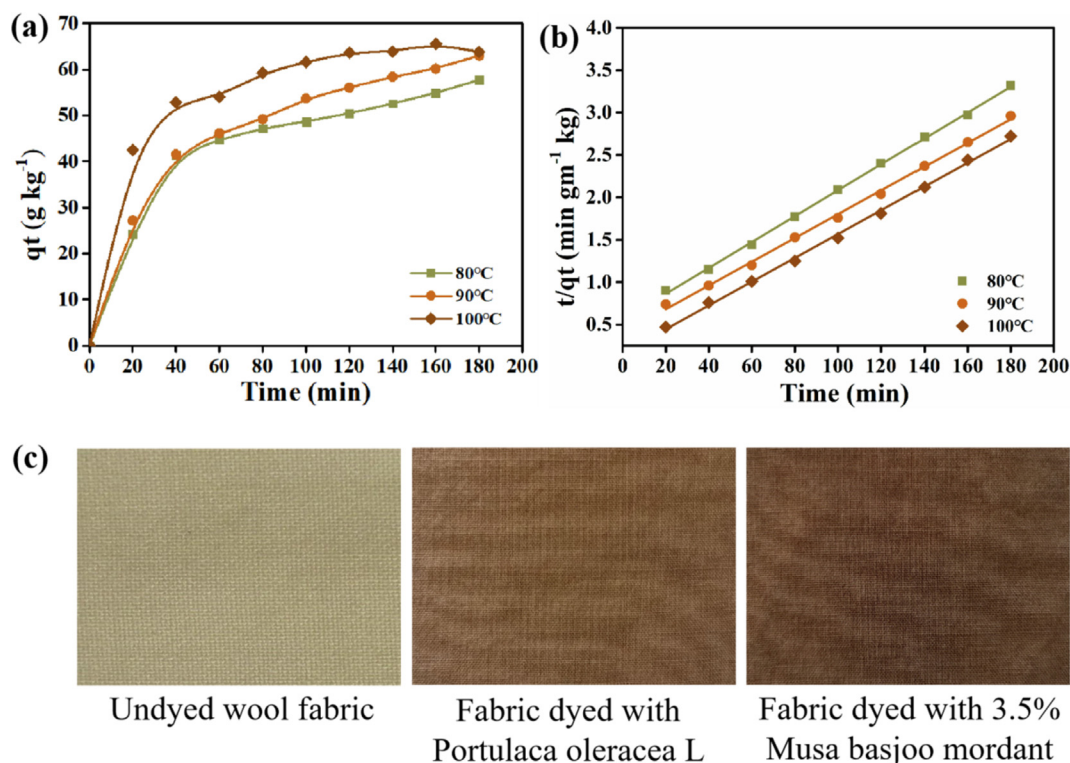 (a)
70
60
50
40
30
20
10
0
qt (g kg⁻¹)
80°C
90°C
100°C
0 20 40 60 80 100 120 140 160 180 200
Time (min)
(b)
4.0
3.5
3.0
2.5
2.0
1.5
1.0
0.5
t/qt (min gm⁻¹ kg)
80°C
90°C
100°C
0 20 40 60 80 100 120 140 160 180 200
Time (min)
(c)
Undyed wool fabric
Fabric dyed with
Portulaca oleracea L
Fabric dyed with 3.5%
Musa basjoo mordant